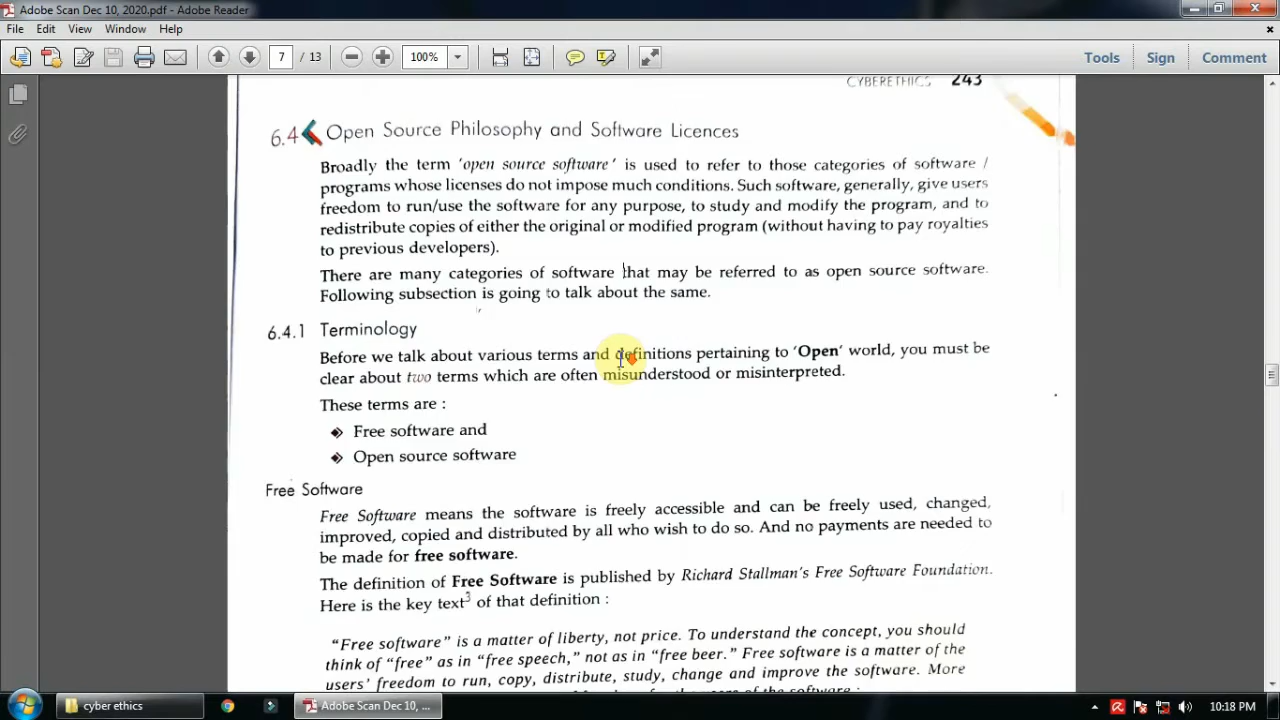 Adobe Scan Dec 10, 2020.pdf - Adobe Reader
File Edit View Window Help
7 / 13 100% Tools Sign Comment
CYBERETHICS 243
6.4 Open Source Philosophy and Software Licences
Broadly the term 'open source software' is used to refer to those categories of software /
programs whose licenses do not impose much conditions. Such software, generally, give users
freedom to run/use the software for any purpose, to study and modify the program, and to
redistribute copies of either the original or modified program (without having to pay royalties
to previous developers).
There are many categories of software that may be referred to as open source software.
Following subsection is going to talk about the same.
6.4.1 Terminology
Before we talk about various terms and definitions pertaining to 'Open' world, you must be
clear about two terms which are often misunderstood or misinterpreted.
These terms are :
Free software and
Open source software
Free Software
Free Software means the software is freely accessible and can be freely used, changed,
improved, copied and distributed by all who wish to do so. And no payments are needed to
be made for free software.
The definition of Free Software is published by Richard Stallman's Free Software Foundation.
Here is the key text3 of that definition :
"Free software" is a matter of liberty, not price. To understand the concept, you should
think of "free" as in "free speech," not as in "free beer." Free software is a matter of the
users' freedom to run, copy, distribute, study, change and improve the software. More
of the software :
cyber ethics
Adobe Scan Dec 10, ...
10:18 PM